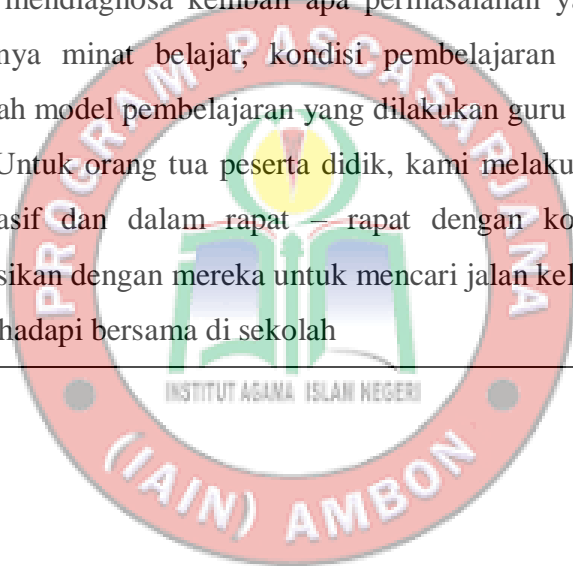 mendiagnosa kembali apa permasalahan
nya minat belajar, kondisi pembelajaran
ah model pembelajaran yang dilakukan guru
Untuk orang tua peserta didik, kami melaku
asif dan dalam rapat – rapat dengan ko
sikan dengan mereka untuk mencari jalan kel
hadapi bersama di sekolah
PROGRAM PASCASARJANA
INSTITUT AGAMA ISLAM NEGERI
(IAIN) AMBON